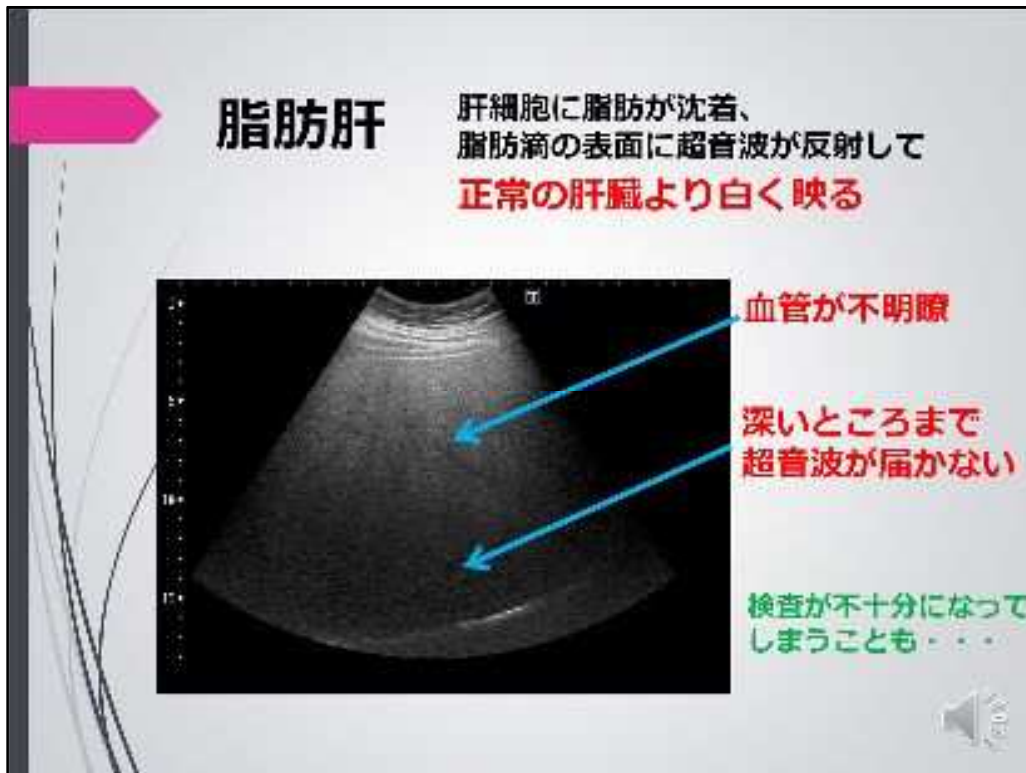 脂肪肝
肝細胞に脂肪が沈着、
脂肪滴の表面に超音波が反射して
正常の肝臓より白く映る
血管が不明瞭
深いところまで
超音波が届かない
検査が不十分になって
しまうことも・・・